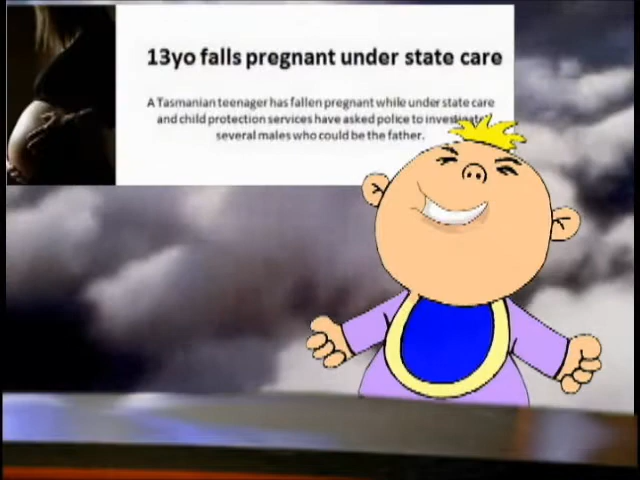 13yo falls pregnant under state care
A Tasmanian teenager has fallen pregnant while under state care
and child protection services have asked police to investigate
several males who could be the father.